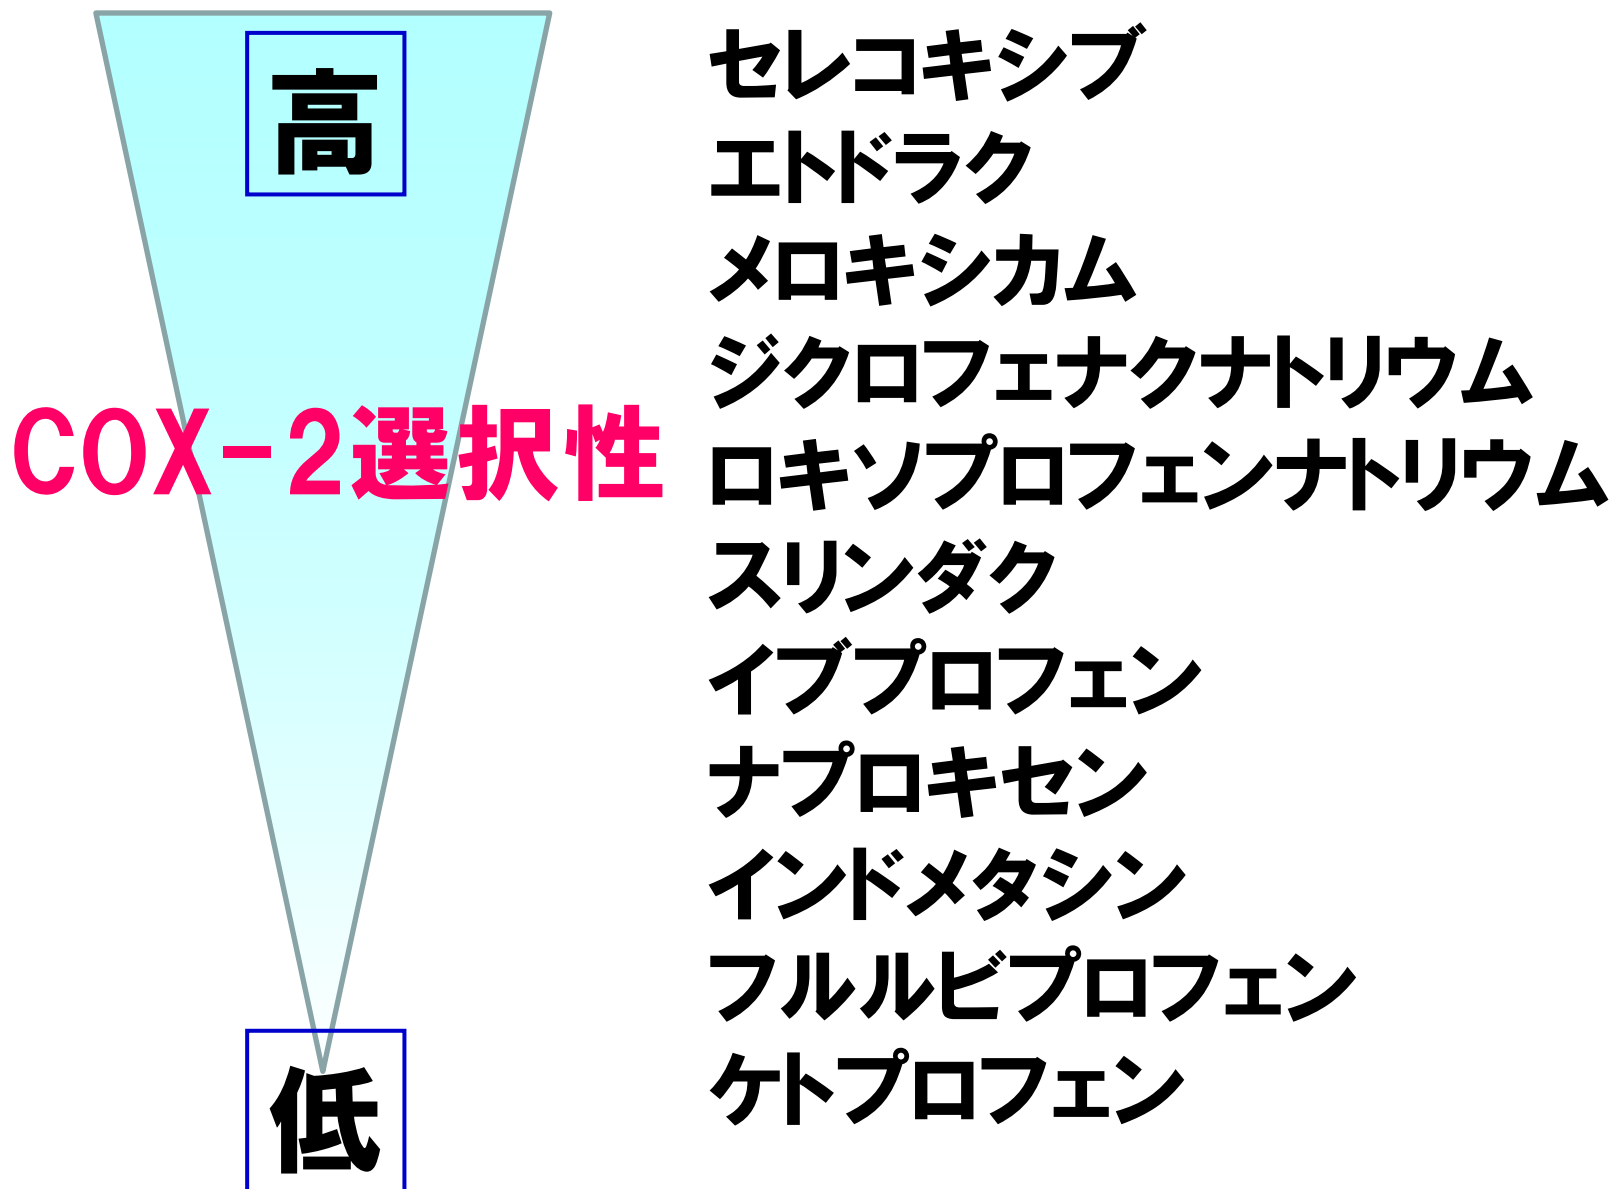 高
COX-2選択性
低
セレコキシブ
エトドラク
メロキシカム
ジクロフェナクナトリウム
ロキソプロフェンナトリウム
スリンダク
イブプロフェン
ナプロキセン
インドメタシン
フルルビプロフェン
ケトプロフェン